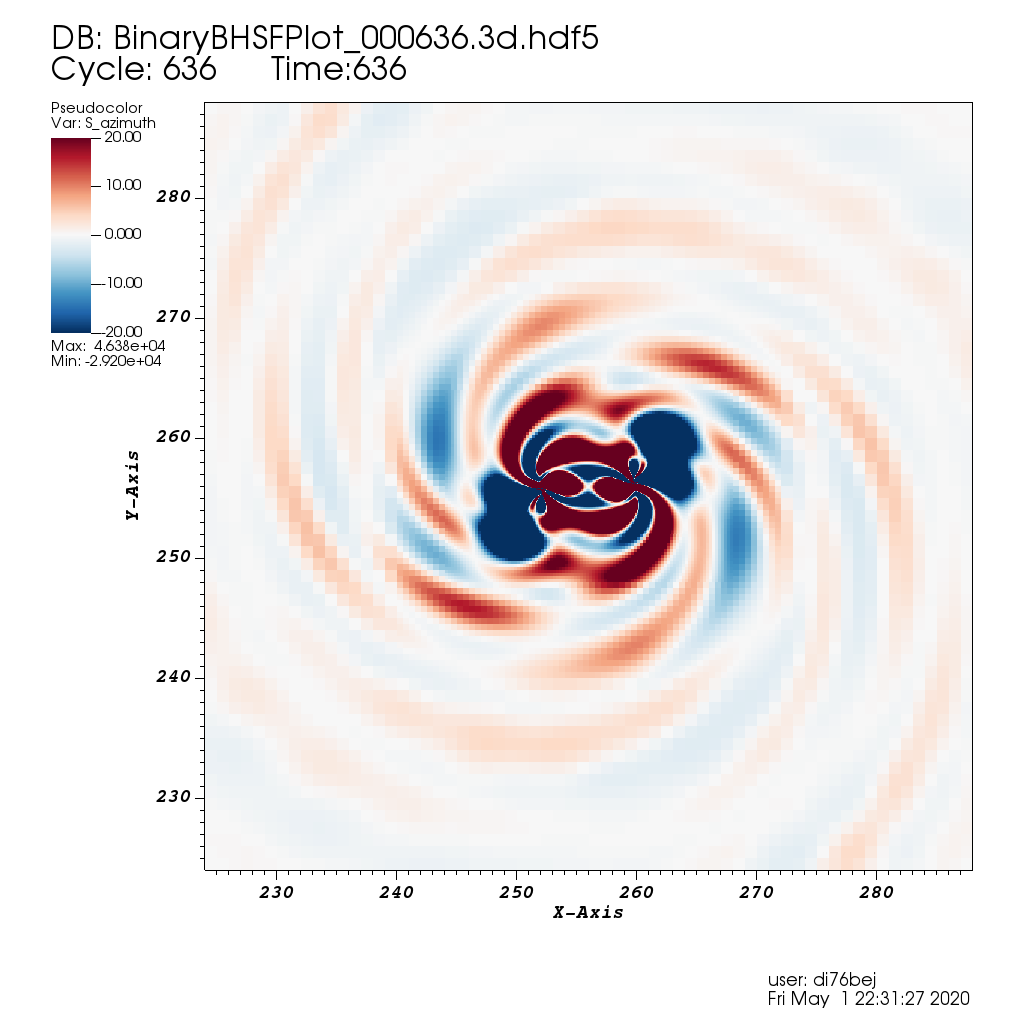 DB: BinaryBHSFPlot_000636.3d.hdf5
Cycle: 636 Time:636
Pseudocolor
Var: S_azimuth
20.00
10.00
0.000
-10.00
-20.00
Max: 4.638e+04
Min: -2.920e+04
280
270
260
250
240
230
Y-Axis
230 240 250 260 270 280
X-Axis
user: di76bej
Fri May 1 22:31:27 2020